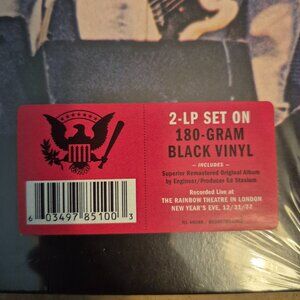 2-LP SET ON
180-GRAM
BLACK VINYL
– INCLUDES –
Superior Remastered Original Album
by Engineer/Producer Ed Stasium
Recorded Live at
THE RAINBOW THEATRE IN LONDON
NEW YEAR'S EVE, 12/31/77
6 03497 85100 3